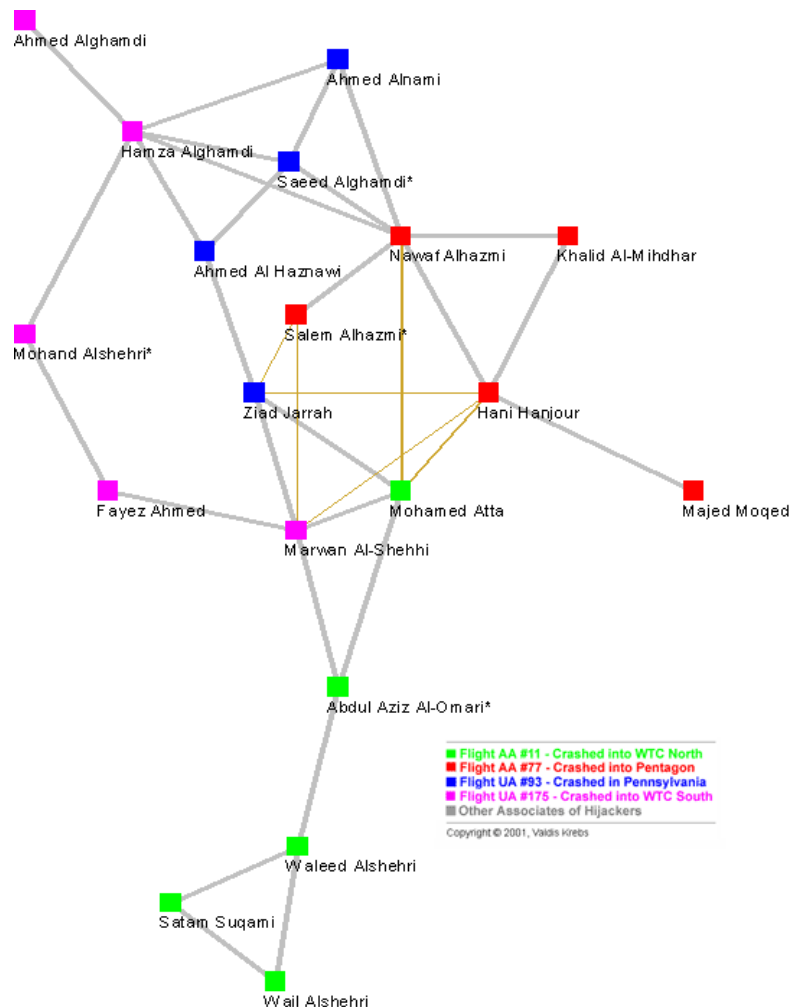 Ahmed Alghamdi
Ahmed Alnami
Hamza Alghamdi
Saeed Alghamdi*
Nawaf Alhazmi
Khalid Al-Mihdhar
Ahmed Al Haznawi
Salem Alhazmi*
Mohand Alshehri*
Ziad Jarrah
Hani Hanjour
Fayez Ahmed
Mohamed Atta
Majed Moqed
Marwan Al-Shehhi
Abdul Aziz Al-Omari*
Flight AA #11 - Crashed into WTC North
Flight AA #77 - Crashed into Pentagon
Flight UA #93 - Crashed in Pennsylvania
Flight UA #175 - Crashed into WTC South
Other Associates of Hijackers
Copyright © 2001, Valdis Krebs
Waleed Alshehri
Satam Suqami
Wail Alshehri